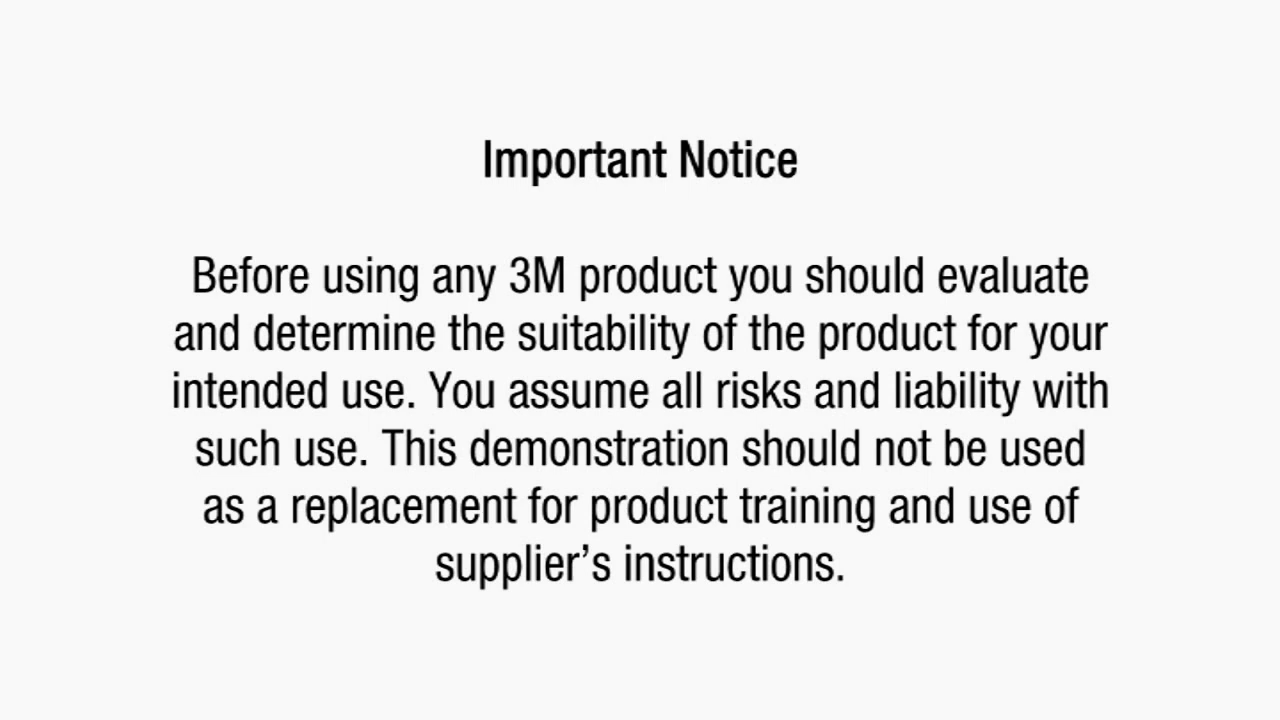 Important Notice
Before using any 3M product you should evaluate
and determine the suitability of the product for your
intended use. You assume all risks and liability with
such use. This demonstration should not be used
as a replacement for product training and use of
supplier’s instructions.